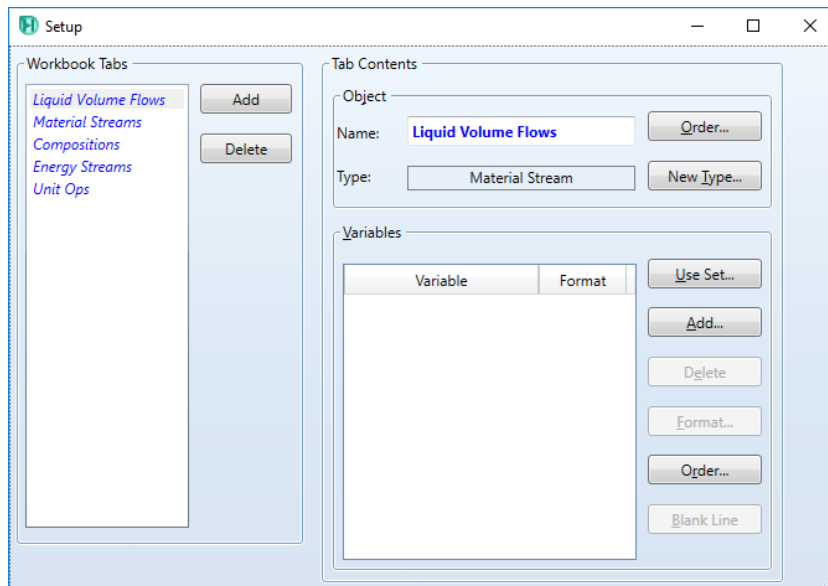 Setup
Workbook Tabs
Liquid Volume Flows
Material Streams
Compositions
Energy Streams
Unit Ops
Add
Delete
Tab Contents
Object
Name:
Liquid Volume Flows
Order...
Type:
Material Stream
New Type...
Variables
Variable
Format
Use Set...
Add...
Delete
Format...
Order...
Blank Line